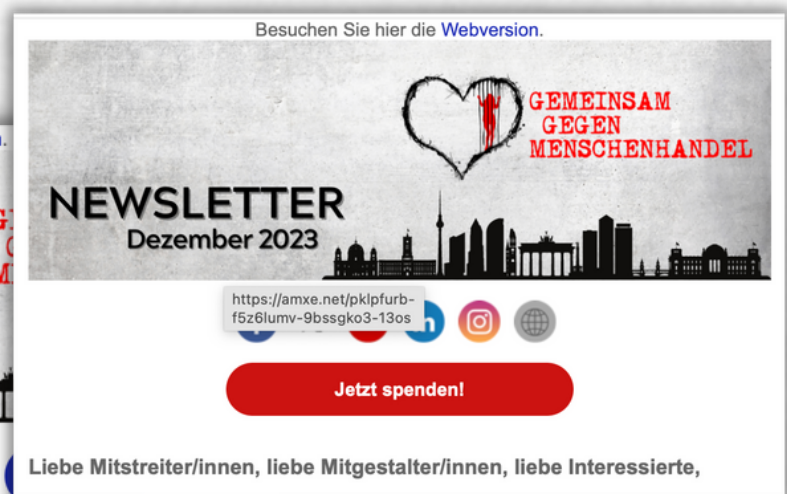 Besuchen Sie hier die Webversion.
GEMEINSAM
GEGEN
MENSCHENHANDEL
NEWSLETTER
Dezember 2023
https://amxe.net/pklpfurb-
f5z6lumv-9bssgko3-13os
Jetzt spenden!
Liebe Mitstreiter/innen, liebe Mitgestalter/innen, liebe Interessierte,